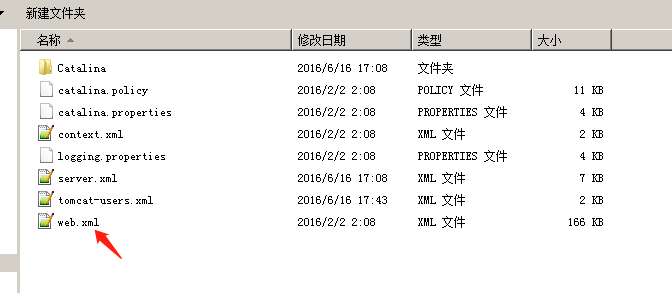 新建文件夹
名称 修改日期 类型 大小
Catalina 2016/6/16 17:08 文件夹
catalina.policy 2016/2/2 2:08 POLICY 文件 11 KB
catalina.properties 2016/2/2 2:08 PROPERTIES 文件 4 KB
context.xml 2016/2/2 2:08 XML 文件 2 KB
logging.properties 2016/2/2 2:08 PROPERTIES 文件 4 KB
server.xml 2016/6/16 17:08 XML 文件 7 KB
tomcat-users.xml 2016/6/16 17:43 XML 文件 2 KB
web.xml 2016/2/2 2:08 XML 文件 166 KB